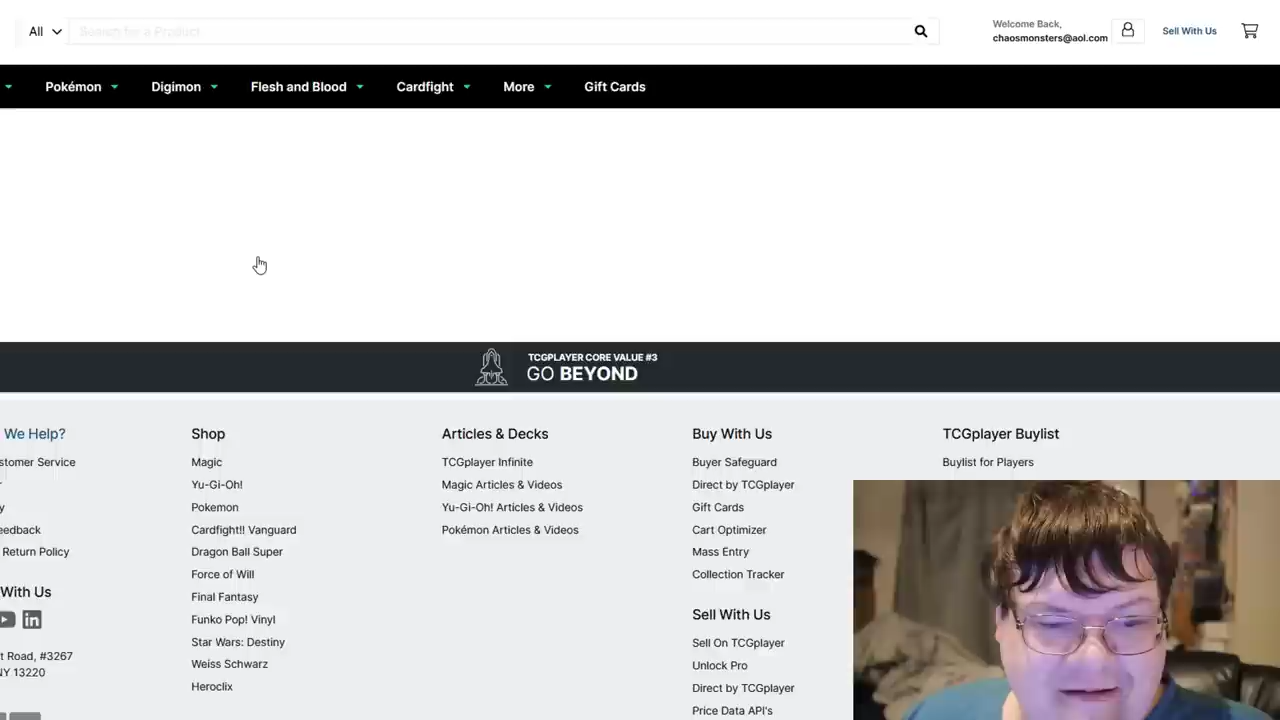 All
Search for a Product
Welcome Back,
chaosmonsters@aol.com
Sell With Us
Pokémon
Digimon
Flesh and Blood
Cardfight
More
Gift Cards
TCGPLAYER CORE VALUE #3
GO BEYOND
We Help?
stomer Service
y
eedback
Return Policy
With Us
t Road, #3267
NY 13220
Shop
Magic
Yu-Gi-Oh!
Pokemon
Cardfight!! Vanguard
Dragon Ball Super
Force of Will
Final Fantasy
Funko Pop! Vinyl
Star Wars: Destiny
Weiss Schwarz
Heroclix
Articles & Decks
TCGplayer Infinite
Magic Articles & Videos
Yu-Gi-Oh! Articles & Videos
Pokémon Articles & Videos
Buy With Us
Buyer Safeguard
Direct by TCGplayer
Gift Cards
Cart Optimizer
Mass Entry
Collection Tracker
Sell With Us
Sell On TCGplayer
Unlock Pro
Direct by TCGplayer
Price Data API's
TCGplayer Buylist
Buylist for Players